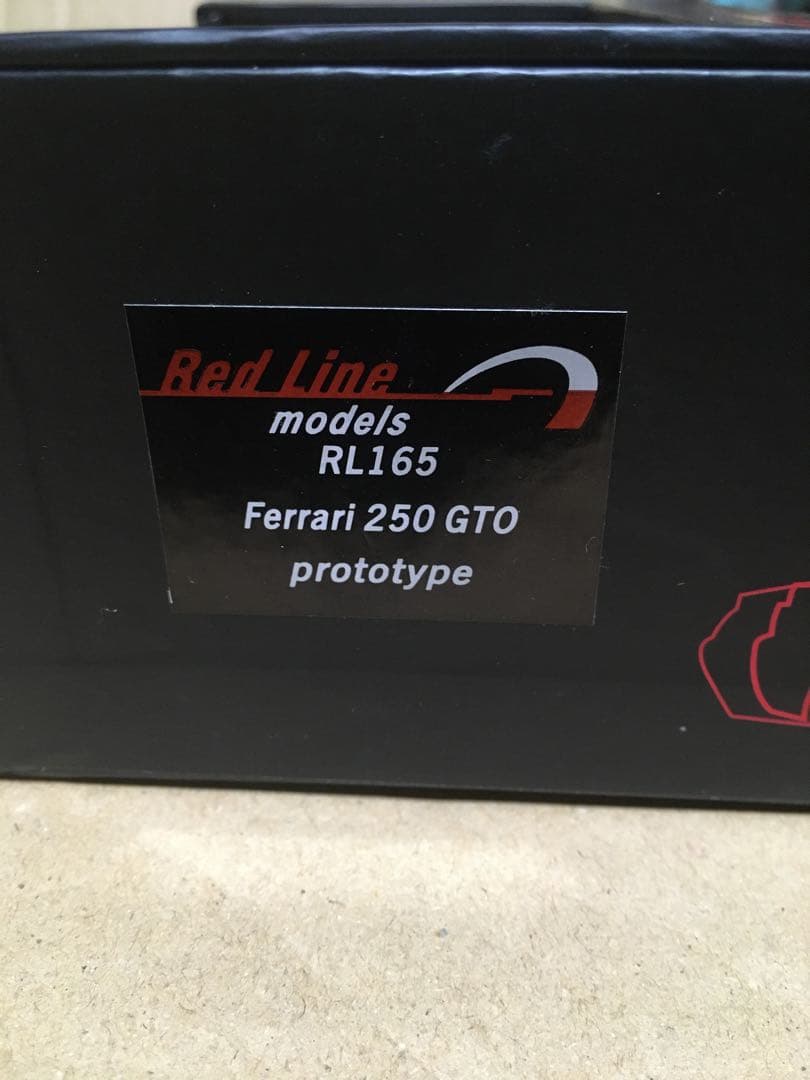 Red Line
models
RL165
Ferrari 250 GTO
prototype